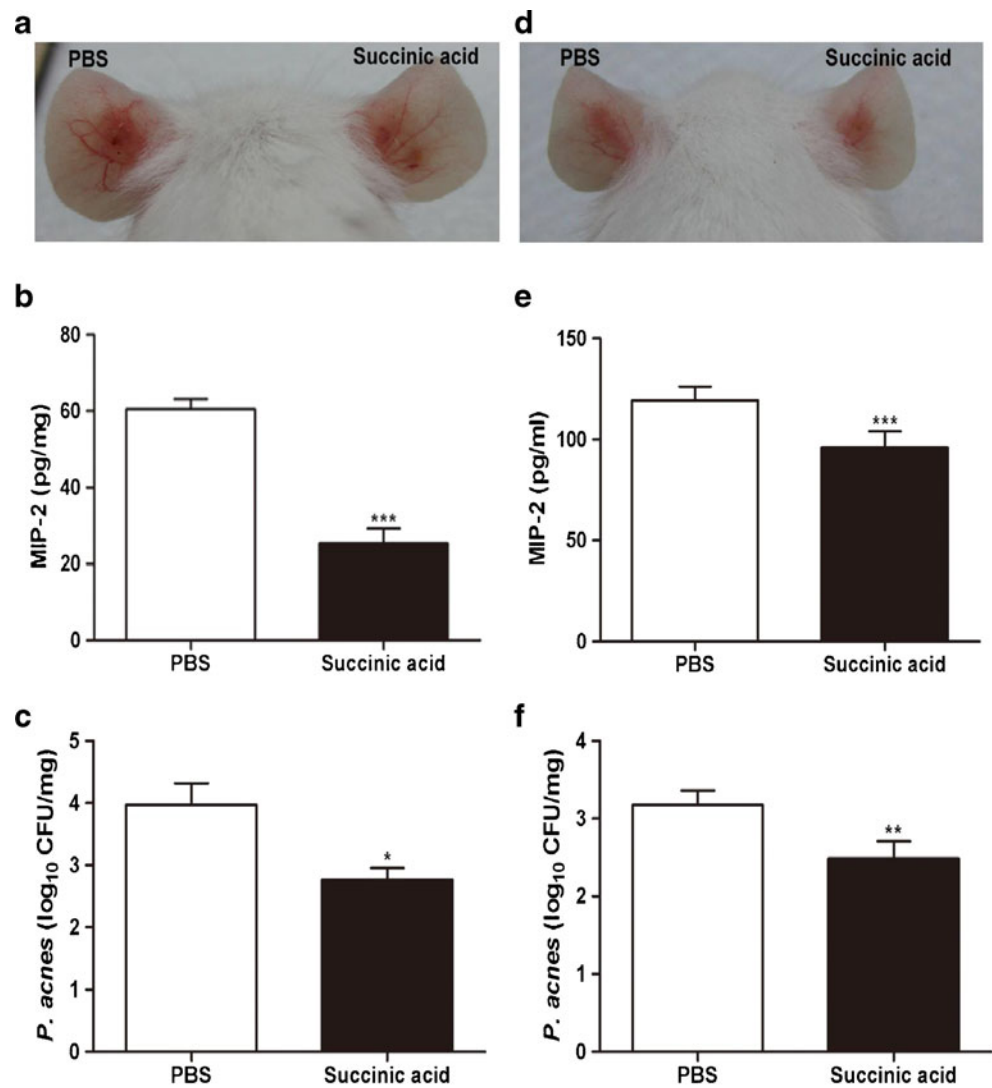 a
PBS
Succinic acid
b
MIP-2 (pg/mg)
80
60
40
20
0
***
PBS
Succinic acid
c
P. acnes (log₁₀ CFU/mg)
5
4
3
2
1
0
*
PBS
Succinic acid
d
PBS
Succinic acid
e
MIP-2 (pg/ml)
150
100
50
0
***
PBS
Succinic acid
f
P. acnes (log₁₀ CFU/mg)
4
3
2
1
0
**
PBS
Succinic acid